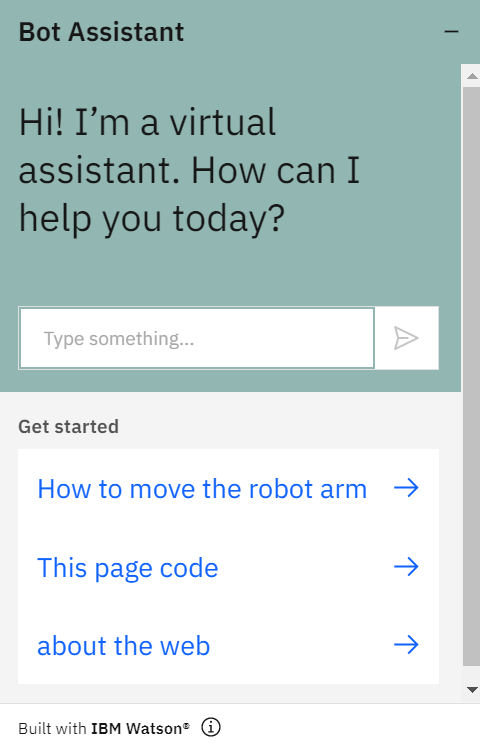 Bot Assistant
Hi! I’m a virtual
assistant. How can I
help you today?
Type something...
Get started
How to move the robot arm
This page code
about the web
Built with IBM Watson®